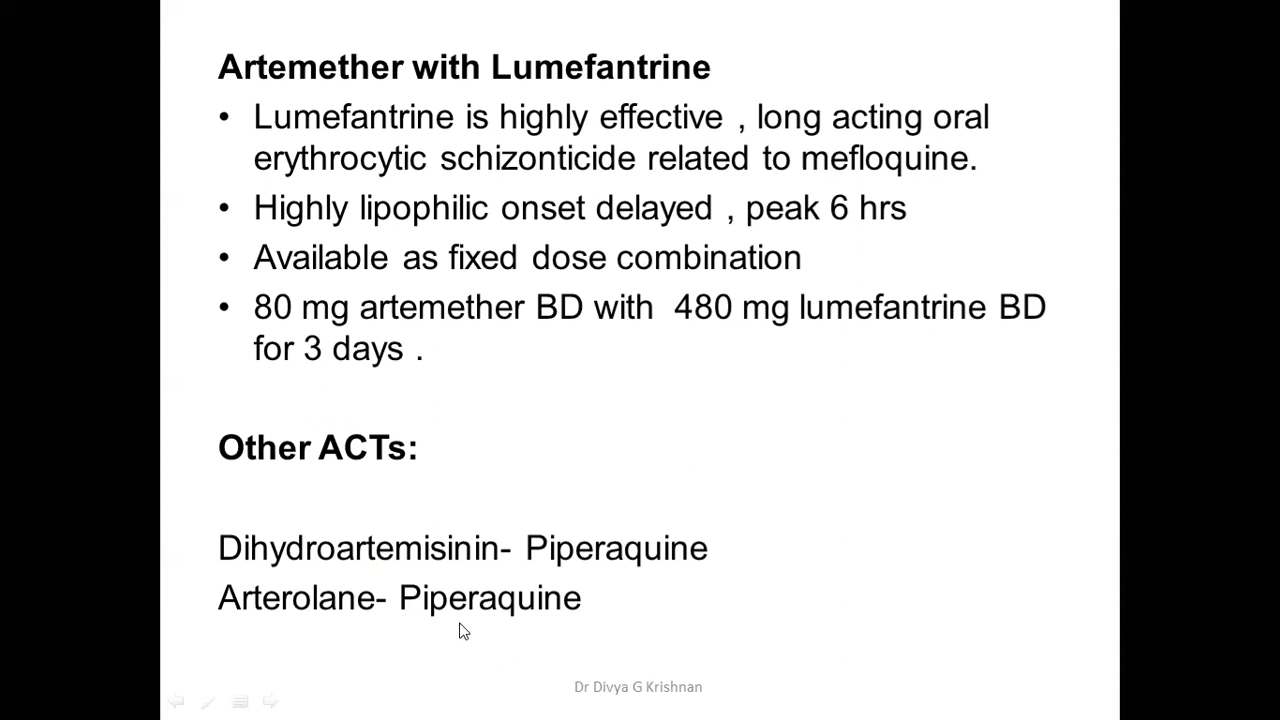 Artemether with Lumefantrine
• Lumefantrine is highly effective , long acting oral
erythrocytic schizonticide related to mefloquine.
• Highly lipophilic onset delayed , peak 6 hrs
• Available as fixed dose combination
• 80 mg artemether BD with 480 mg lumefantrine BD
for 3 days .
Other ACTs:
Dihydroartemisinin- Piperaquine
Arterolane- Piperaquine
Dr Divya G Krishnan